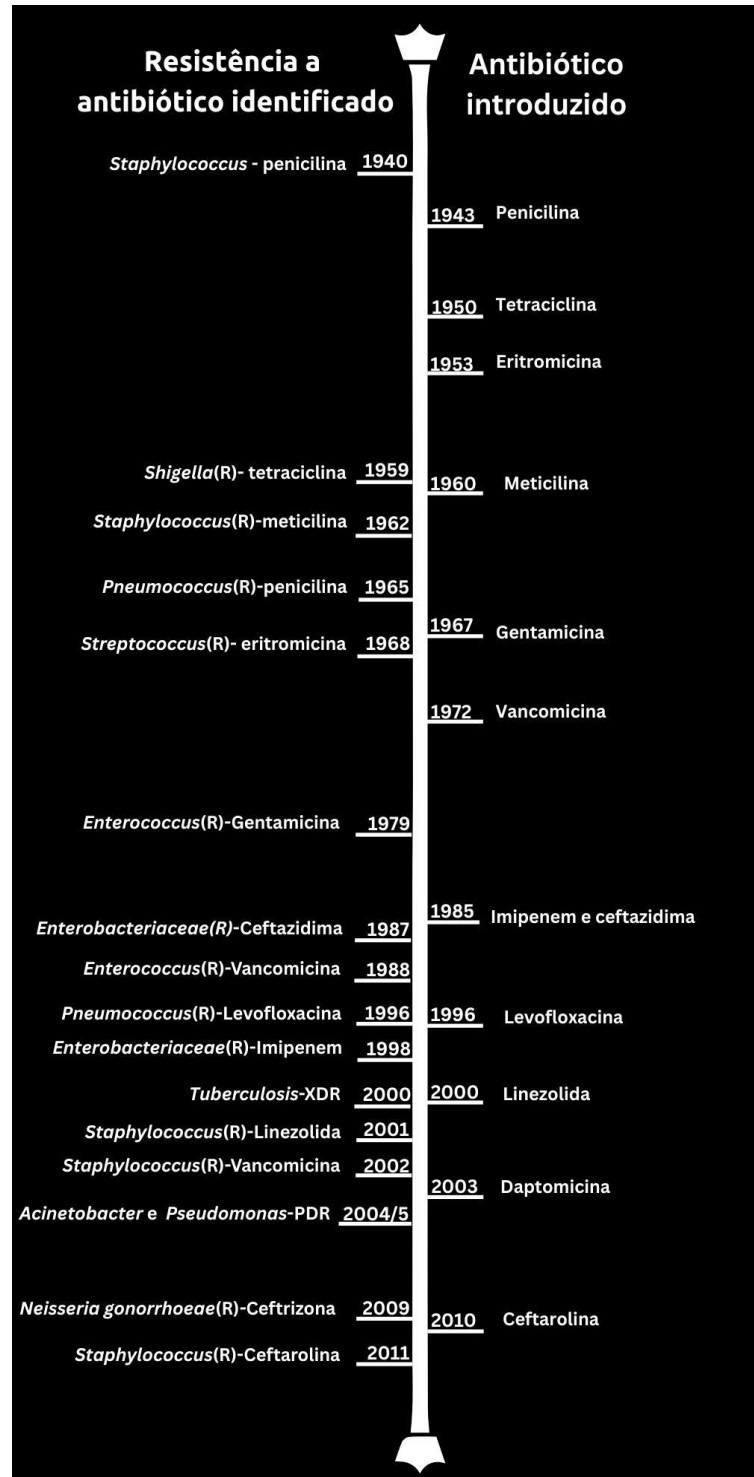 Resistência a
antibiótico identificado
Antibiótico
introduzido
Staphylococcus - penicilina 1940
1943 Penicilina
1950 Tetraciclina
1953 Eritromicina
Shigella(R)- tetraciclina 1959
1960 Meticilina
Staphylococcus(R)-meticilina 1962
Pneumococcus(R)-penicilina 1965
1967 Gentamicina
Streptococcus(R)- eritromicina 1968
1972 Vancomicina
Enterococcus(R)-Gentamicina 1979
1985 Imipenem e ceftazidima
Enterobacteriaceae(R)-Ceftazidima 1987
Enterococcus(R)-Vancomicina 1988
Pneumococcus(R)-Levofloxacina 1996
1996 Levofloxacina
Enterobacteriaceae(R)-Imipenem 1998
Tuberculosis-XDR 2000
2000 Linezolida
Staphylococcus(R)-Linezolida 2001
Staphylococcus(R)-Vancomicina 2002
2003 Daptomicina
Acinetobacter e Pseudomonas-PDR 2004/5
Neisseria gonorrhoeae(R)-Ceftrizona 2009
2010 Ceftarolina
Staphylococcus(R)-Ceftarolina 2011